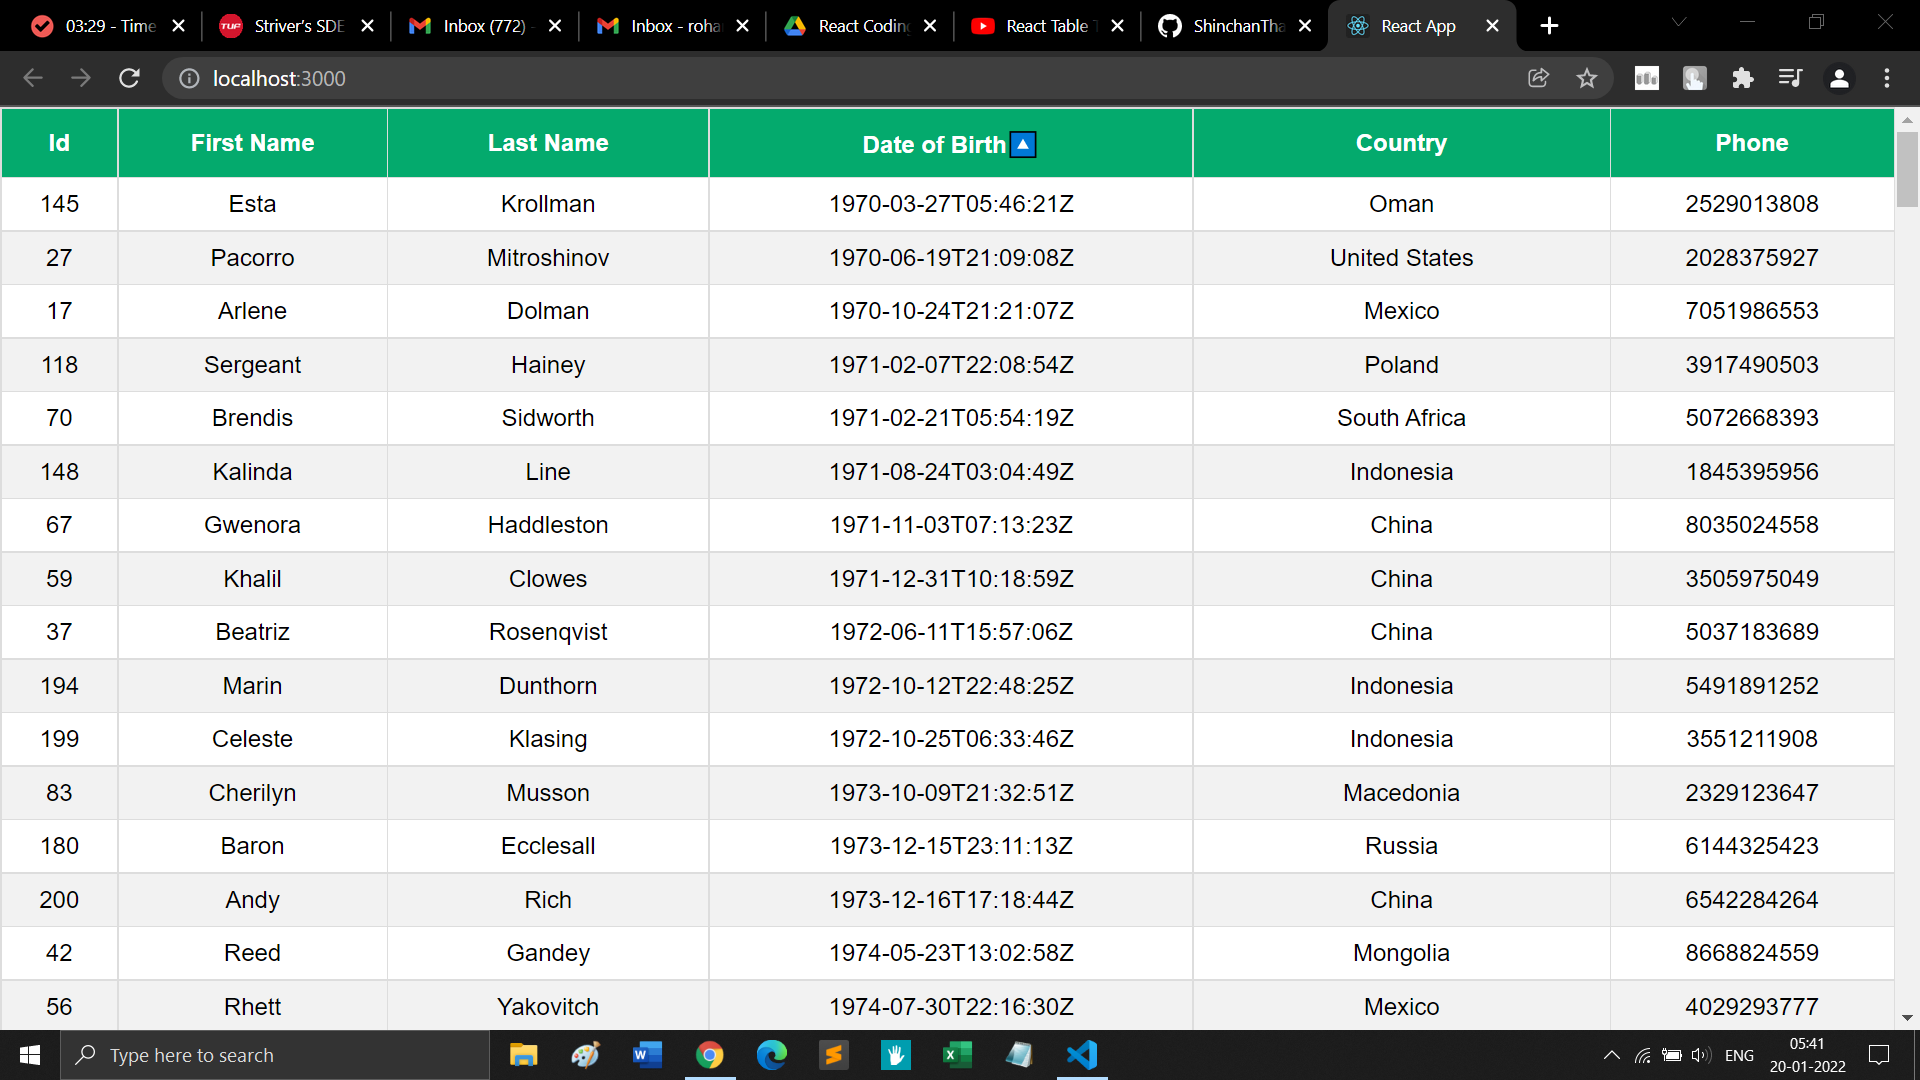 03:29 - Time
TUF Striver's SDE
Inbox (772) -
Inbox - roha
React Coding
React Table T
ShinchanTha
React App
localhost:3000
Id First Name Last Name Date of Birth Country Phone
145 Esta Krollman 1970-03-27T05:46:21Z Oman 2529013808
27 Pacorro Mitroshinov 1970-06-19T21:09:08Z United States 2028375927
17 Arlene Dolman 1970-10-24T21:21:07Z Mexico 7051986553
118 Sergeant Hainey 1971-02-07T22:08:54Z Poland 3917490503
70 Brendis Sidworth 1971-02-21T05:54:19Z South Africa 5072668393
148 Kalinda Line 1971-08-24T03:04:49Z Indonesia 1845395956
67 Gwenora Haddleston 1971-11-03T07:13:23Z China 8035024558
59 Khalil Clowes 1971-12-31T10:18:59Z China 3505975049
37 Beatriz Rosenqvist 1972-06-11T15:57:06Z China 5037183689
194 Marin Dunthorn 1972-10-12T22:48:25Z Indonesia 5491891252
199 Celeste Klasing 1972-10-25T06:33:46Z Indonesia 3551211908
83 Cherilyn Musson 1973-10-09T21:32:51Z Macedonia 2329123647
180 Baron Ecclesall 1973-12-15T23:11:13Z Russia 6144325423
200 Andy Rich 1973-12-16T17:18:44Z China 6542284264
42 Reed Gandey 1974-05-23T13:02:58Z Mongolia 8668824559
56 Rhett Yakovitch 1974-07-30T22:16:30Z Mexico 4029293777
Type here to search
ENG
05:41
20-01-2022